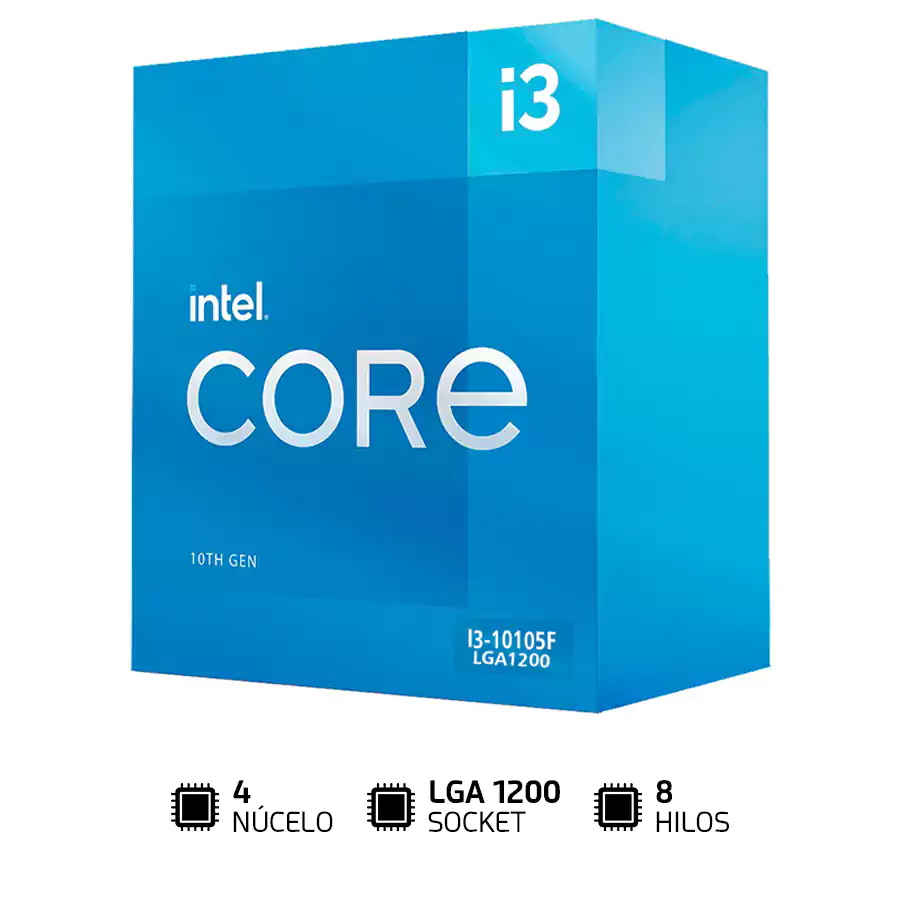 i3
intel.
CORe
10TH GEN
I3-10105F
LGA1200
4
NÚCELO
LGA 1200
SOCKET
8
HILOS